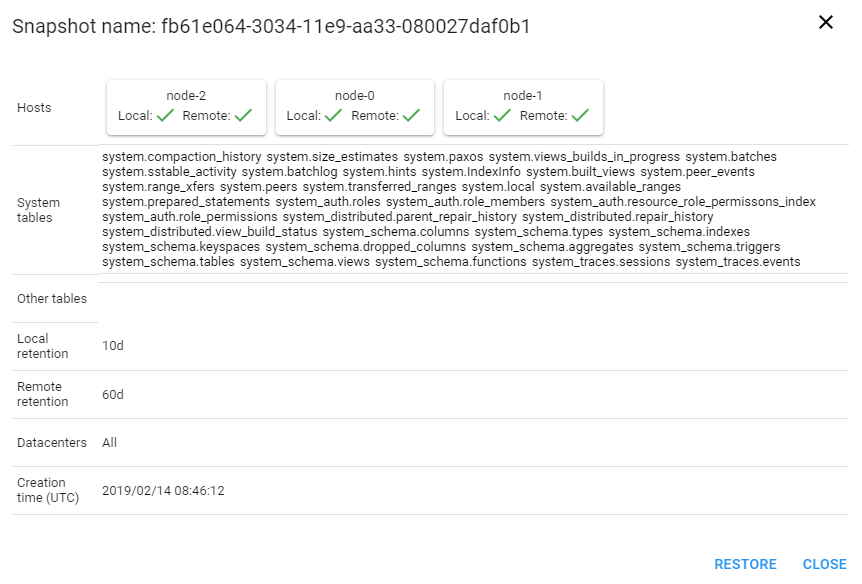 Snapshot name: fb61e064-3034-11e9-aa33-080027daf0b1
Hosts
node-2
Local: Remote:
node-0
Local: Remote:
node-1
Local: Remote:
System
tables
system.compaction_history system.size_estimates system.paxos system.views_builds_in_progress system.batches
system.sstable_activity system.batchlog system.hints system.IndexInfo system.built_views system.peer_events
system.range_xfers system.peers system.transferred_ranges system.local system.available_ranges
system.prepared_statements system_auth.roles system_auth.role_members system_auth.resource_role_permissons_index
system_auth.role_permissions system_distributed.parent_repair_history system_distributed.repair_history
system_distributed.view_build_status system_schema.columns system_schema.types system_schema.indexes
system_schema.keyspaces system_schema.dropped_columns system_schema.aggregates system_schema.triggers
system_schema.tables system_schema.views system_schema.functions system_traces.sessions system_traces.events
Other tables
Local
retention
10d
Remote
retention
60d
Datacenters
All
Creation
time (UTC)
2019/02/14 08:46:12
RESTORE
CLOSE